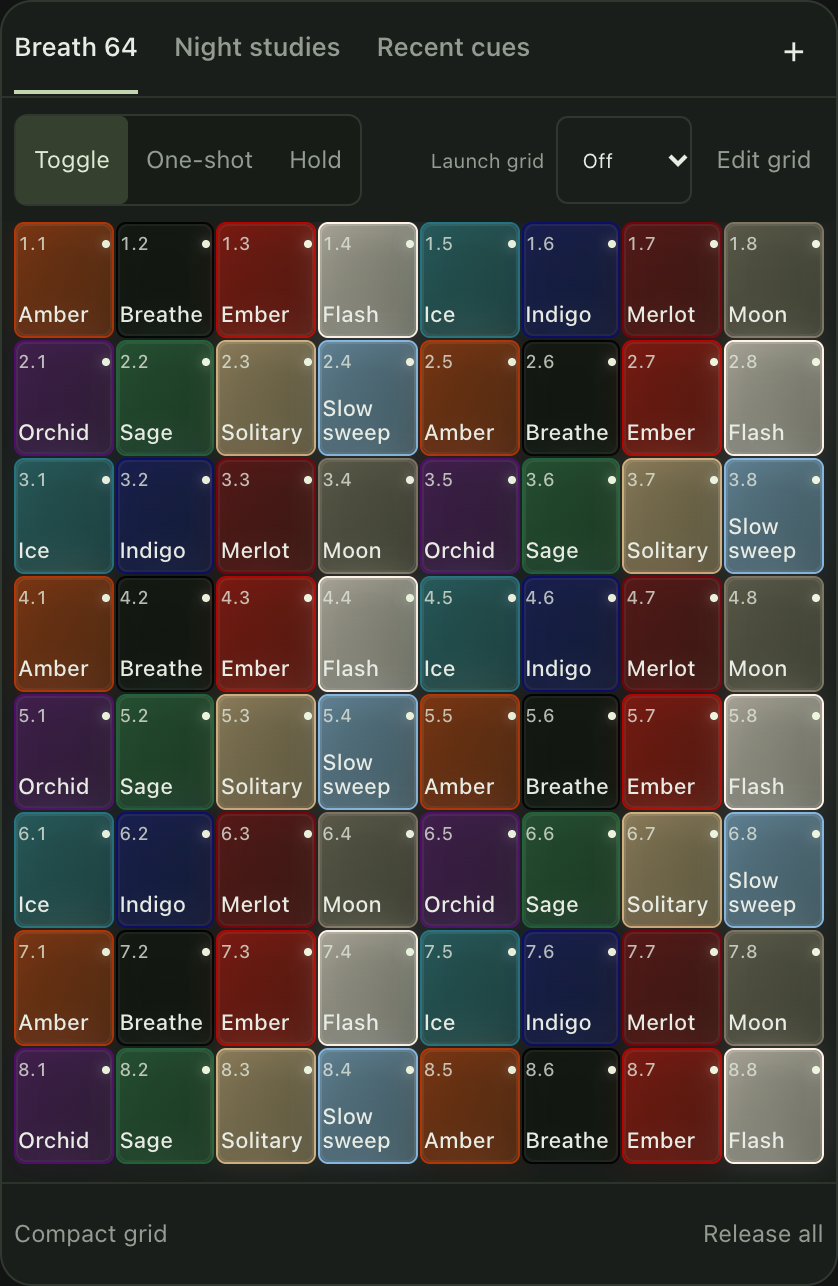 Breath 64 Night studies Recent cues +
Toggle One-shot Hold Launch grid Off Edit grid
1.1 1.2 1.3 1.4 1.5 1.6 1.7 1.8
Amber Breathe Ember Flash Ice Indigo Merlot Moon
2.1 2.2 2.3 2.4 2.5 2.6 2.7 2.8
Orchid Sage Solitary Slow sweep Amber Breathe Ember Flash
3.1 3.2 3.3 3.4 3.5 3.6 3.7 3.8
Ice Indigo Merlot Moon Orchid Sage Solitary Slow sweep
4.1 4.2 4.3 4.4 4.5 4.6 4.7 4.8
Amber Breathe Ember Flash Ice Indigo Merlot Moon
5.1 5.2 5.3 5.4 5.5 5.6 5.7 5.8
Orchid Sage Solitary Slow sweep Amber Breathe Ember Flash
6.1 6.2 6.3 6.4 6.5 6.6 6.7 6.8
Ice Indigo Merlot Moon Orchid Sage Solitary Slow sweep
7.1 7.2 7.3 7.4 7.5 7.6 7.7 7.8
Amber Breathe Ember Flash Ice Indigo Merlot Moon
8.1 8.2 8.3 8.4 8.5 8.6 8.7 8.8
Orchid Sage Solitary Slow sweep Amber Breathe Ember Flash
Compact grid Release all